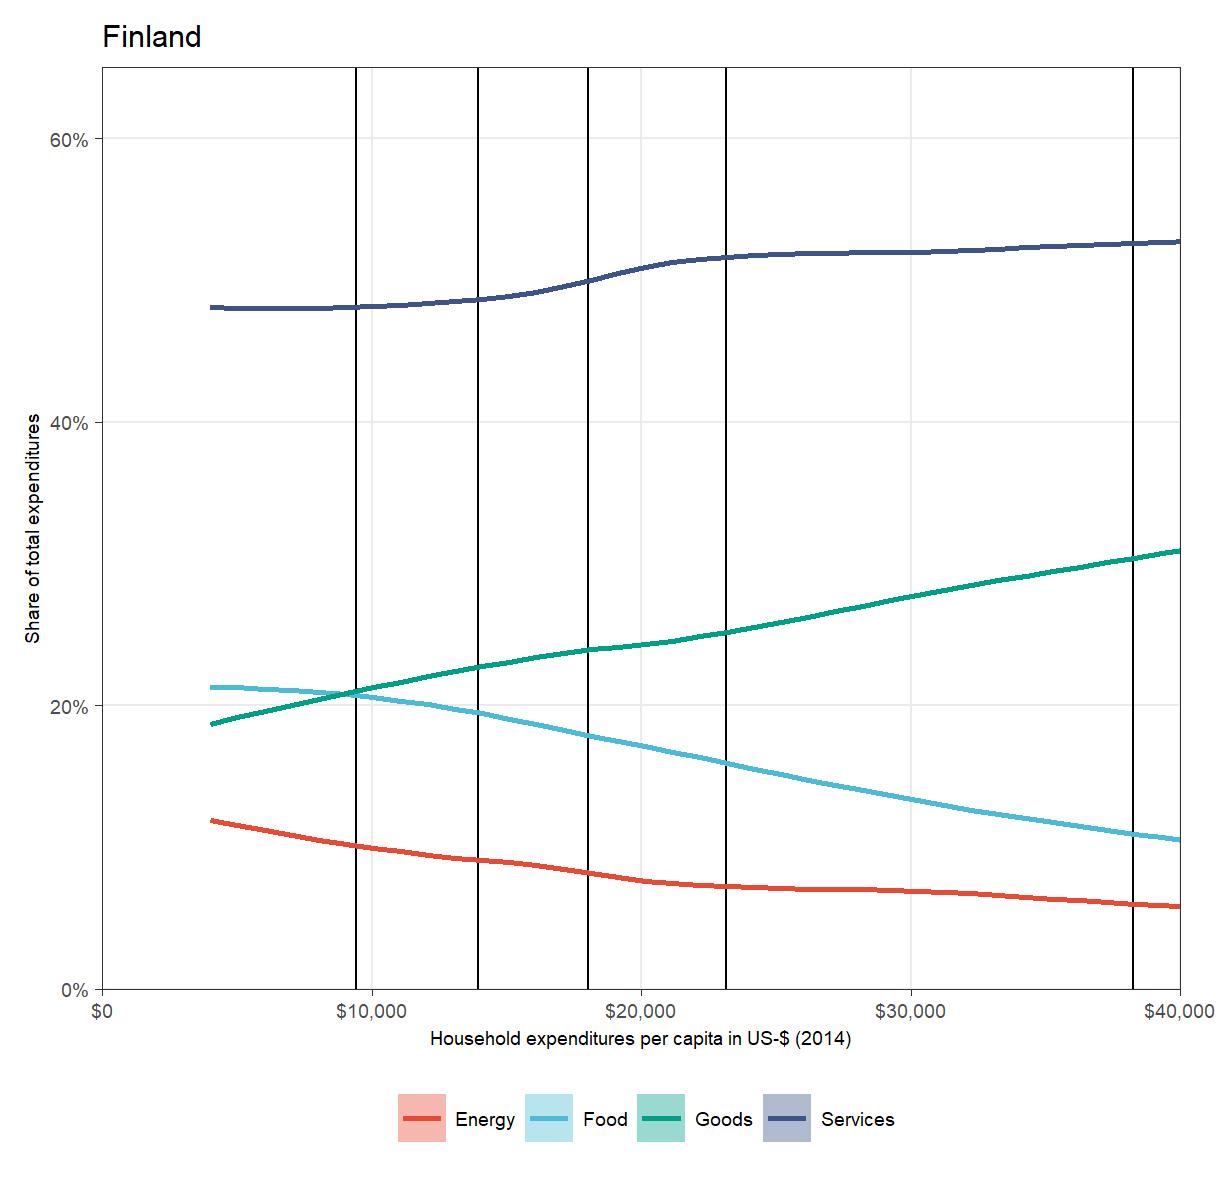 Finland
60%
40%
20%
0%
Share of total expenditures
$0 $10,000 $20,000 $30,000 $40,000
Household expenditures per capita in US-$ (2014)
Energy Food Goods Services